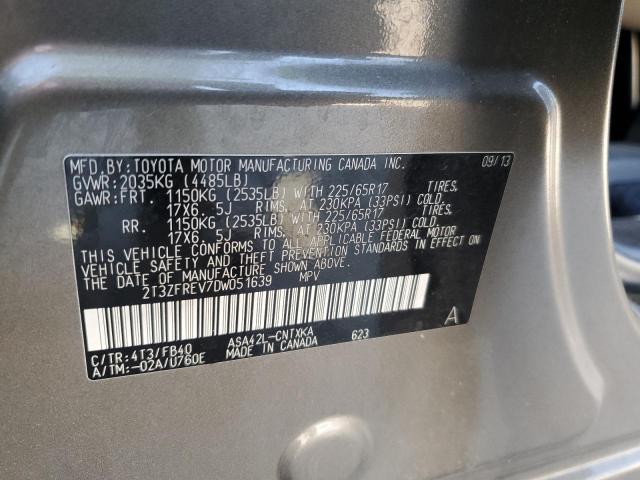 MFD. BY: TOYOTA MOTOR MANUFACTURING CANADA INC. 09/13
GVWR: 2035KG (4485LB)
GAWR: FRT. 1150KG (2535LB) WITH 225/65R17 TIRES.
17X6. 5J RIMS. AT 230KPA (33PSI) COLD.
RR. 1150KG (2535LB) WITH 225/65R17 TIRES.
17X6. 5J RIMS. AT 230KPA (33PSI) COLD.
THIS VEHICLE CONFORMS TO ALL APPLICABLE FEDERAL MOTOR
VEHICLE SAFETY AND THEFT PREVENTION STANDARDS IN EFFECT ON
THE DATE OF MANUFACTURE SHOWN ABOVE.
2T3ZFREV7DW051639 MPV
A
C/TR: 4T3/FB40 ASA42L-CNTXKA 623
A/TM: -02A/U760E MADE IN CANADA